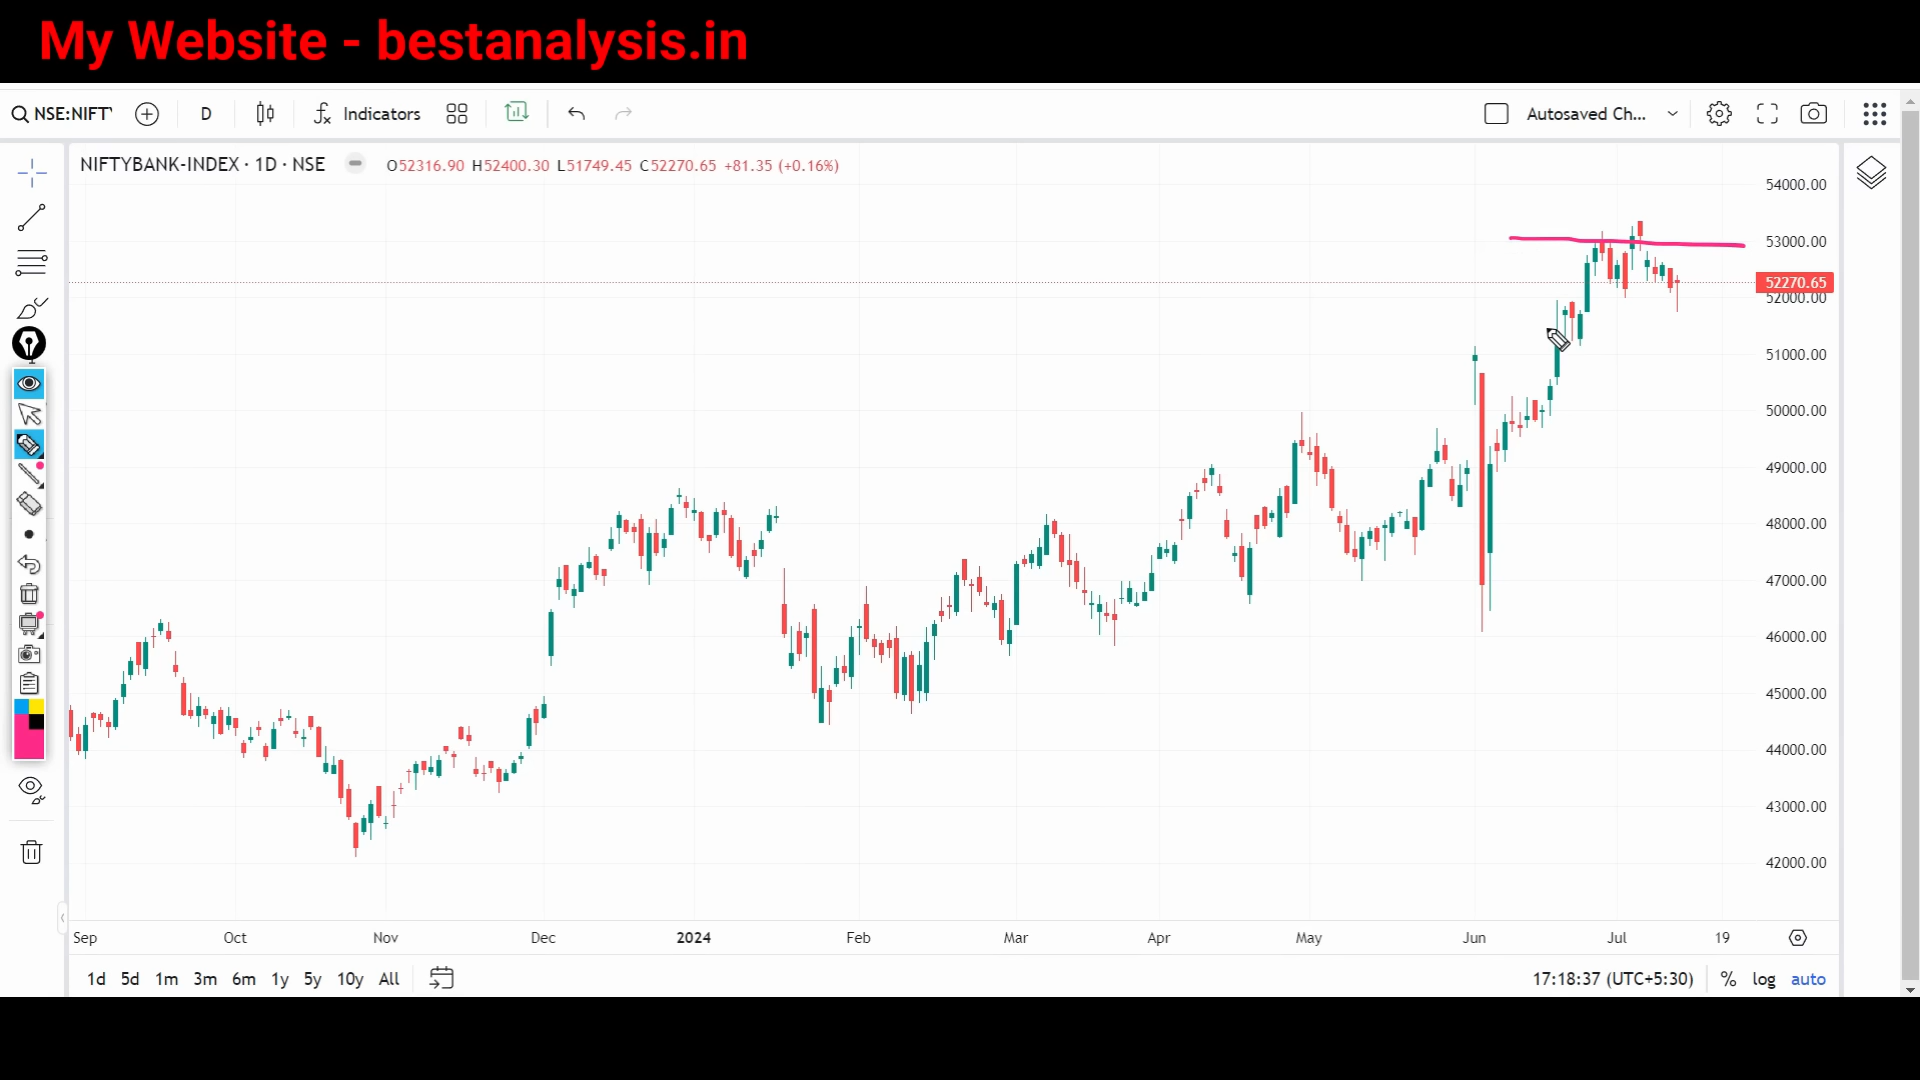 My Website - bestanalysis.in
NSE:NIFT
D
Indicators
Autosaved Ch...
NIFTYBANK-INDEX · 1D · NSE
O52316.90 H52400.30 L51749.45 C52270.65 +81.35 (+0.16%)
54000.00
53000.00
52270.65
52000.00
51000.00
50000.00
49000.00
48000.00
47000.00
46000.00
45000.00
44000.00
43000.00
42000.00
Sep Oct Nov Dec 2024 Feb Mar Apr May Jun Jul 19
1d 5d 1m 3m 6m 1y 5y 10y All
17:18:37 (UTC+5:30) % log auto